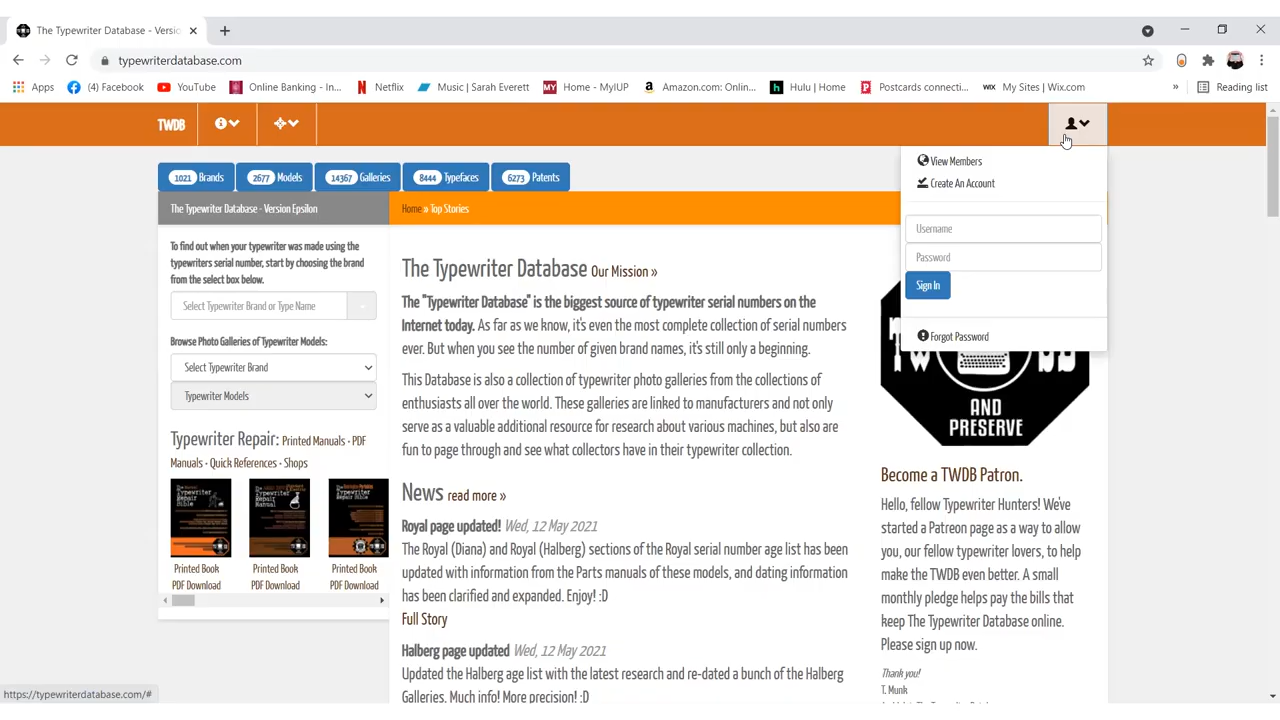 The Typewriter Database - Versio
typewriterdatabase.com
Apps
(4) Facebook
YouTube
Online Banking - In...
Netflix
Music | Sarah Everett
MY
Home - MyIUP
Amazon.com: Onlin...
Hulu | Home
Postcards connecti...
WIX
My Sites | Wix.com
»
Reading list
TWDB
View Members
Create An Account
Username
Password
Sign In
Forgot Password
1021 Brands
2677 Models
14367 Galleries
8444 Typefaces
6273 Patents
The Typewriter Database - Version Epsilon
To find out when your typewriter was made using the
typewriters serial number, start by choosing the brand
from the select box below.
Select Typewriter Brand or Type Name
Browse Photo Galleries of Typewriter Models:
Select Typewriter Brand
Typewriter Models
Typewriter Repair: Printed Manuals · PDF
Manuals · Quick References · Shops
Printed Book
PDF Download
Printed Book
PDF Download
Printed Book
PDF Download
Home » Top Stories
The Typewriter Database Our Mission »
The "Typewriter Database" is the biggest source of typewriter serial numbers on the
Internet today. As far as we know, it's even the most complete collection of serial numbers
ever. But when you see the number of given brand names, it's still only a beginning.
This Database is also a collection of typewriter photo galleries from the collections of
enthusiasts all over the world. These galleries are linked to manufacturers and not only
serve as a valuable additional resource for research about various machines, but also are
fun to page through and see what collectors have in their typewriter collection.
News read more »
Royal page updated! Wed, 12 May 2021
The Royal (Diana) and Royal (Halberg) sections of the Royal serial number age list has been
updated with information from the Parts manuals of these models, and dating information
has been clarified and expanded. Enjoy! :D
Full Story
Halberg page updated Wed, 12 May 2021
Updated the Halberg age list with the latest research and re-dated a bunch of the Halberg
Galleries. Much info! More precision! :D
AND
PRESERVE
Become a TWDB Patron.
Hello, fellow Typewriter Hunters! We've
started a Patreon page as a way to allow
you, our fellow typewriter lovers, to help
make the TWDB even better. A small
monthly pledge helps pay the bills that
keep The Typewriter Database online.
Please sign up now.
Thank you!
T. Munk
https://typewriterdatabase.com/#